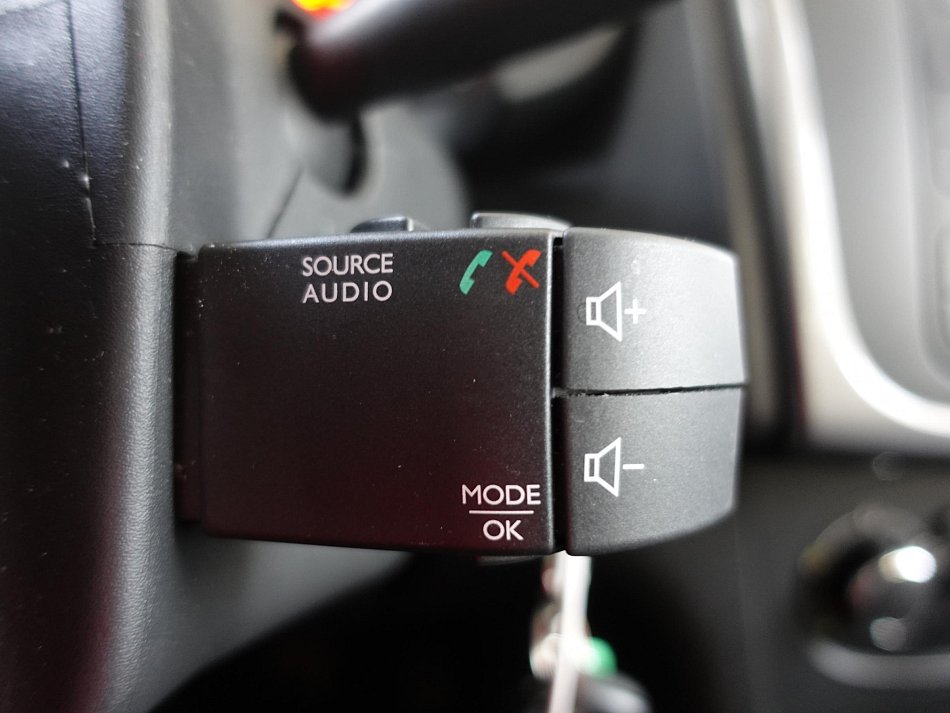 SOURCE
AUDIO
+
-
MODE
OK